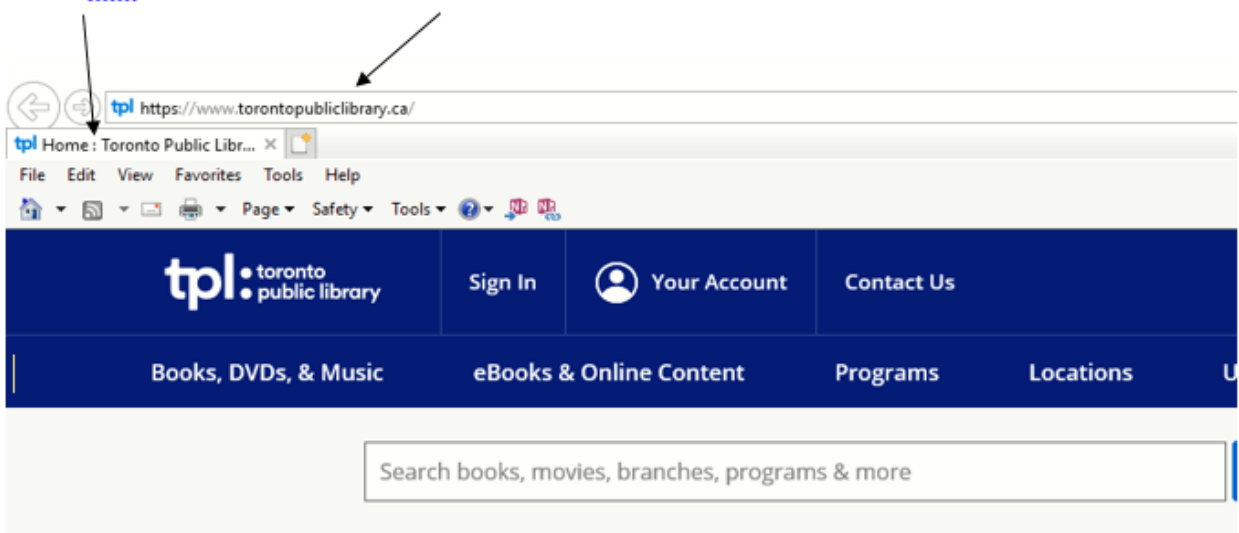 tpl https://www.torontopubliclibrary.ca/
tpl Home : Toronto Public Libr...
File Edit View Favorites Tools Help
Page Safety Tools
tpl: toronto public library Sign In Your Account Contact Us
Books, DVDs, & Music eBooks & Online Content Programs Locations
Search books, movies, branches, programs & more